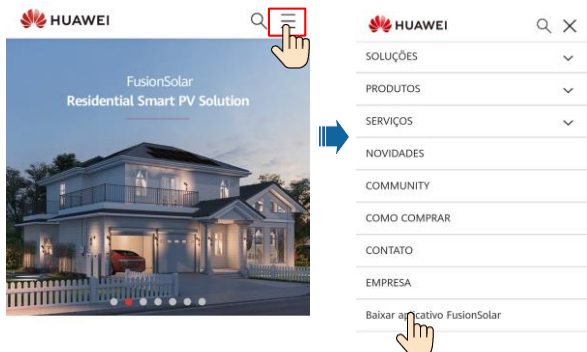 HUAWEI
FusionSolar
Residential Smart PV Solution
HUAWEI
SOLUÇÕES
PRODUTOS
SERVIÇOS
NOVIDADES
COMMUNITY
COMO COMPRAR
CONTATO
EMPRESA
Baixar aplicativo FusionSolar